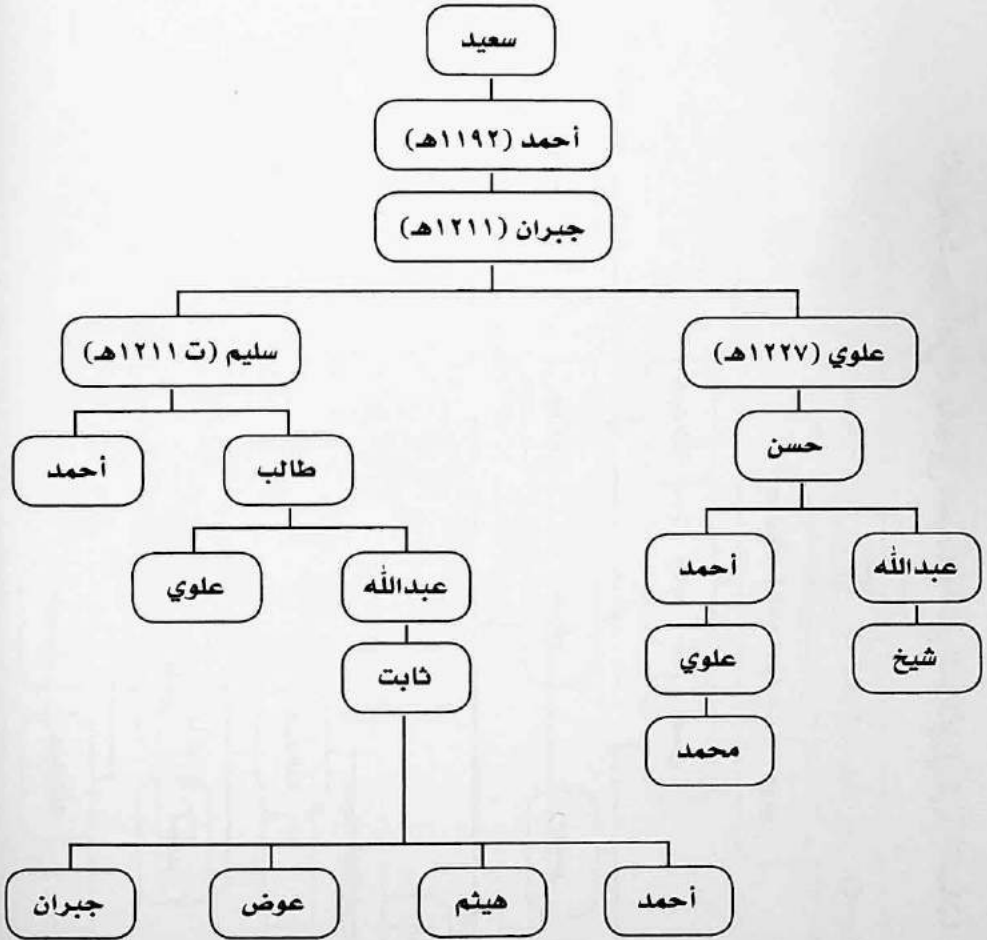 سعيد
أحمد (١١٩٢هـ)
جبران (١٢١١هـ)
علوي (١٢٢٧هـ)
سليم (ت ١٢١١هـ)
حسن
طالب
أحمد
عبدالله
أحمد
عبدالله
علوي
شيخ
علوي
ثابت
محمد
أحمد
هيثم
عوض
جبران